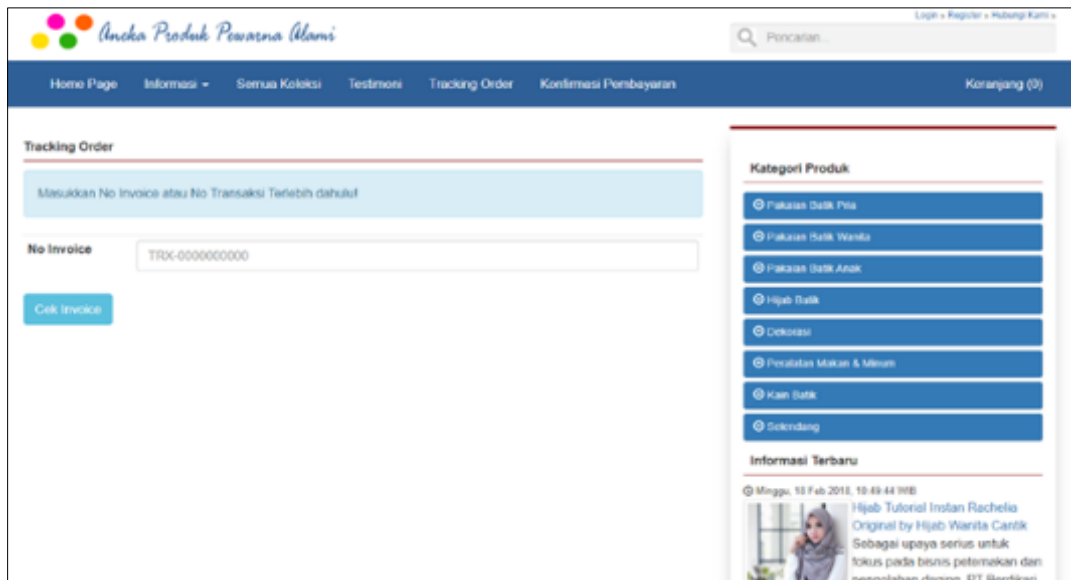 Login » Register » Hubungi Kami »
Aneka Produk Pewarna Alami
Pencarian...
Home Page
Informasi
Semua Koleksi
Testimoni
Tracking Order
Konfirmasi Pembayaran
Keranjang (0)
Tracking Order
Masukkan No Invoice atau No Transaksi Terlebih dahulu!
No Invoice
TRX-0000000000
Cek Invoice
Kategori Produk
Pakaian Batik Pria
Pakaian Batik Wanita
Pakaian Batik Anak
Hijab Batik
Dekorasi
Peralatan Makan & Minum
Kain Batik
Selendang
Informasi Terbaru
Minggu, 18 Feb 2018, 10:49:44 WIB
Hijab Tutorial Instan Rachelia
Original by Hijab Wanita Cantik
Sebagai upaya serius untuk
fokus pada bisnis peternakan dan
pengolahan daging, PT Berdikari